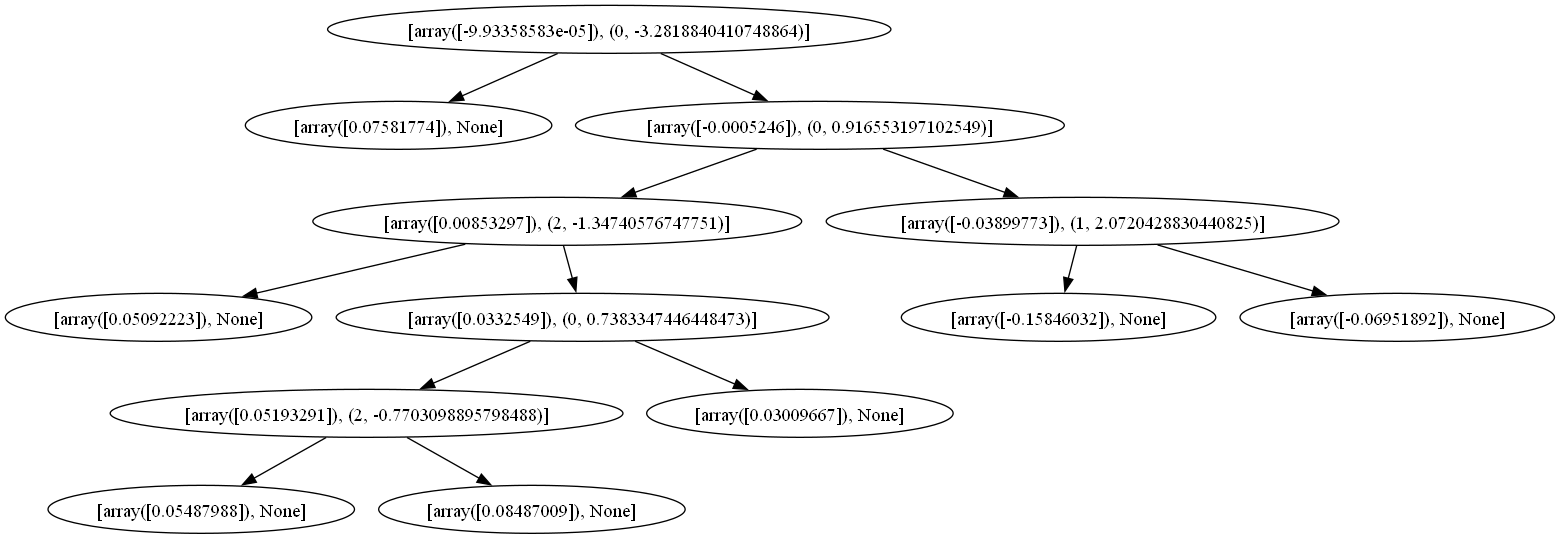 [array([-9.93358583e-05]), (0, -3.2818840410748864)]
[array([0.07581774]), None]
[array([-0.0005246]), (0, 0.916553197102549)]
[array([0.00853297]), (2, -1.34740576747751)]
[array([-0.03899773]), (1, 2.0720428830440825)]
[array([0.05092223]), None]
[array([0.0332549]), (0, 0.7383347446448473)]
[array([-0.15846032]), None]
[array([-0.06951892]), None]
[array([0.05193291]), (2, -0.7703098895798488)]
[array([0.03009667]), None]
[array([0.05487988]), None]
[array([0.08487009]), None]